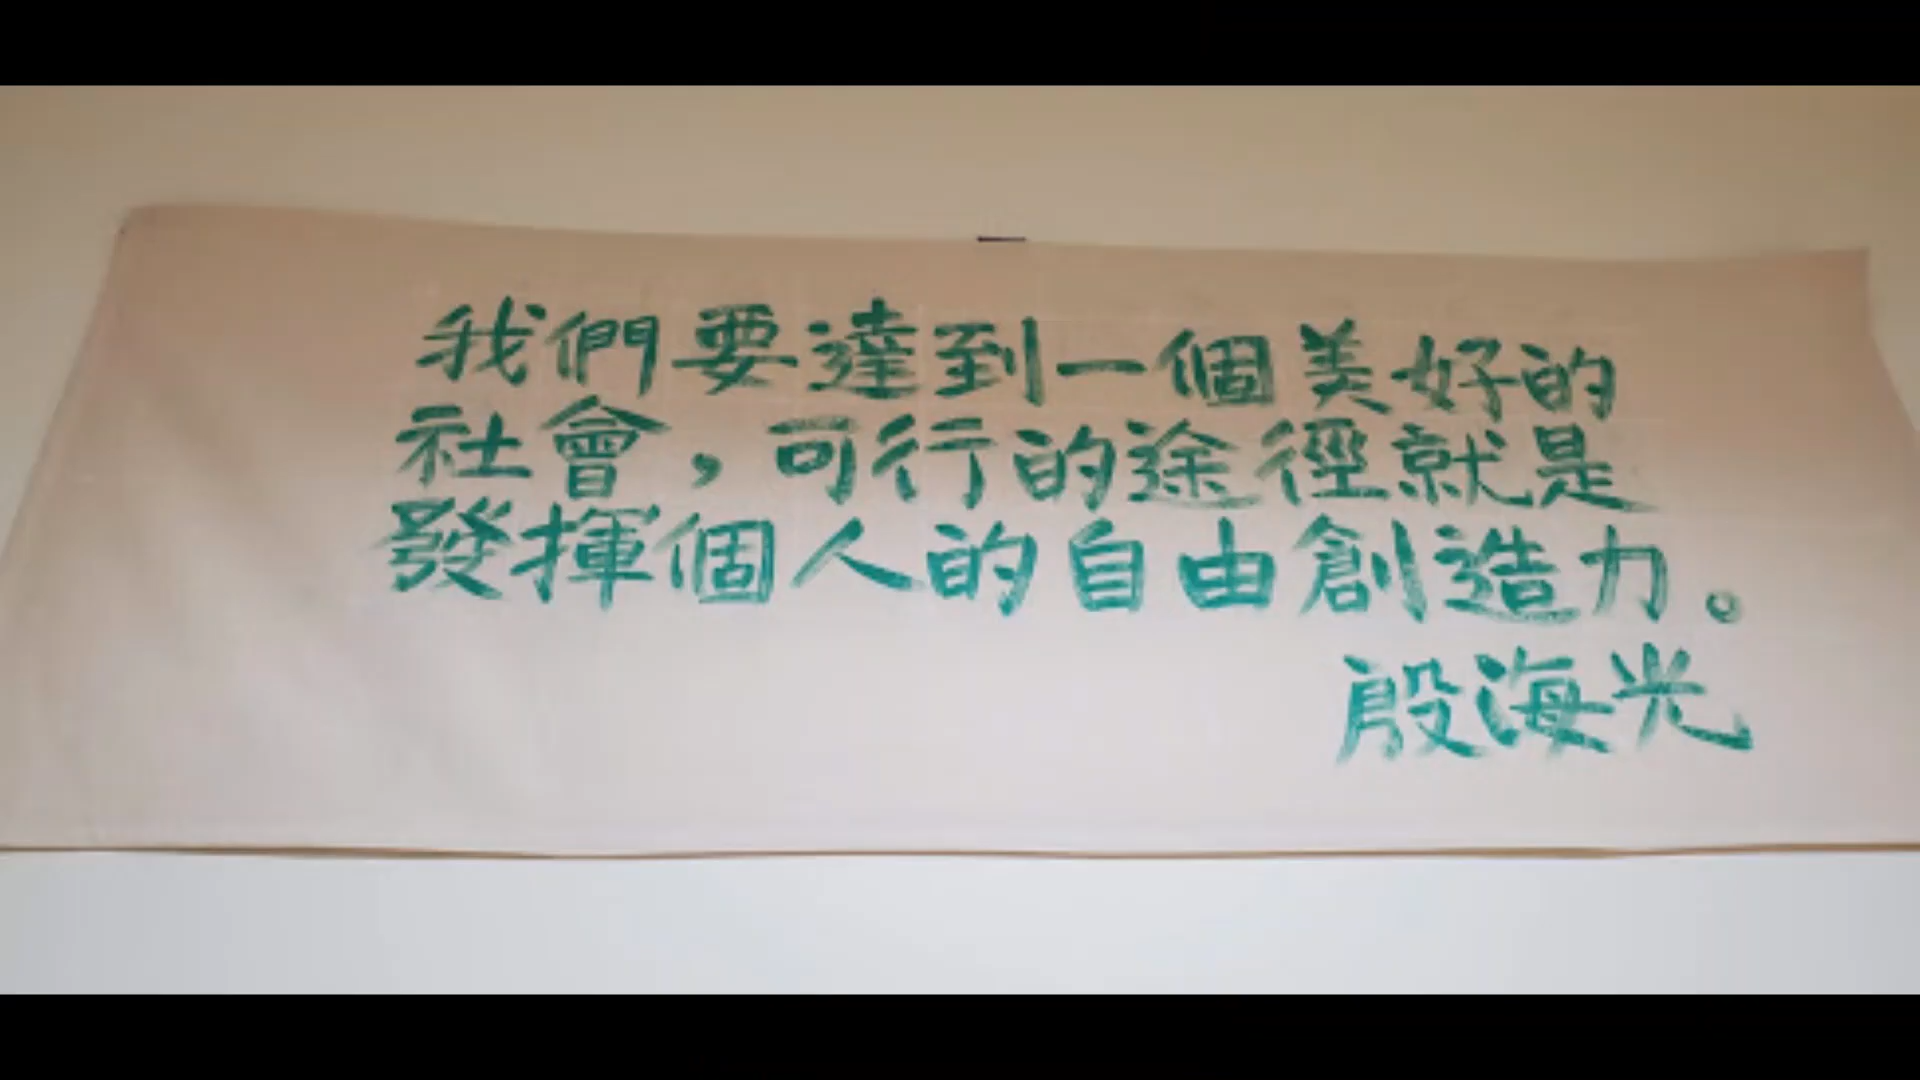 我們要達到一個美好的
社會，可行的途徑就是
發揮個人的自由創造力。
殷海光